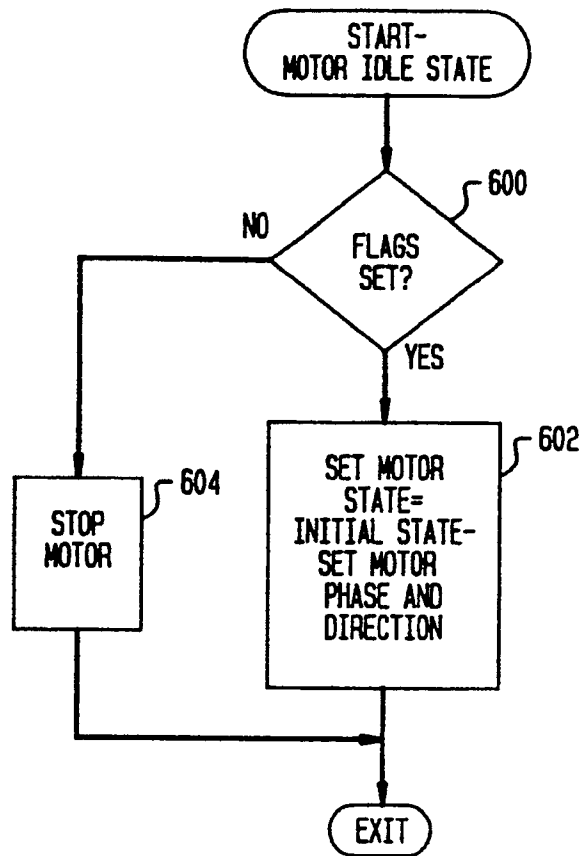 START-
MOTOR IDLE STATE
600
NO
FLAGS
SET?
YES
602
SET MOTOR
STATE=
INITIAL STATE-
SET MOTOR
PHASE AND
DIRECTION
604
STOP
MOTOR
EXIT